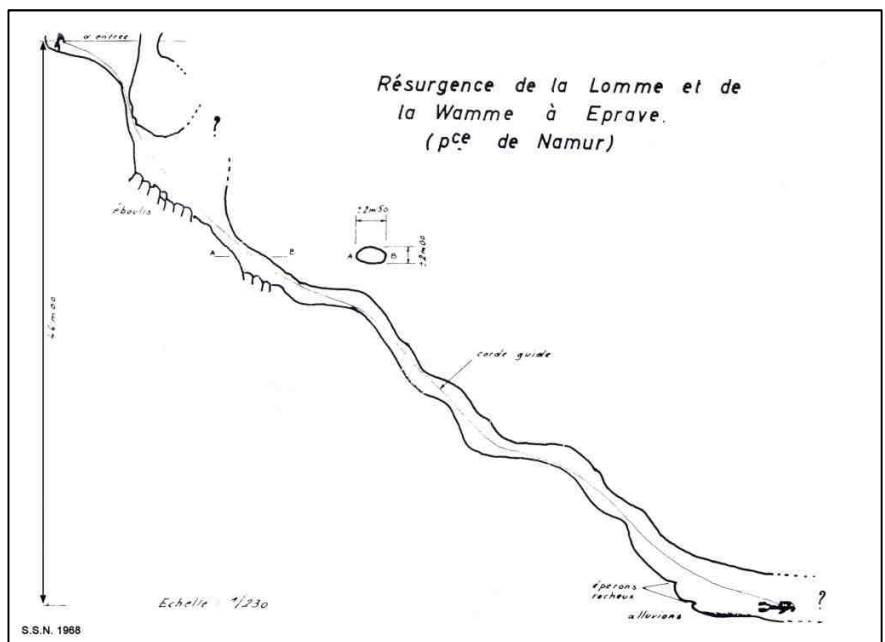 Résurgence de la Lomme et de
la Wamme à Eprave.
(pce de Namur)
d'entrée
?
éboulis
±2m50
A B
±2m00
A B
46m00
corde guide
éperons
rocheux
alluvions
?
Echelle 1/230
S.S.N. 1968